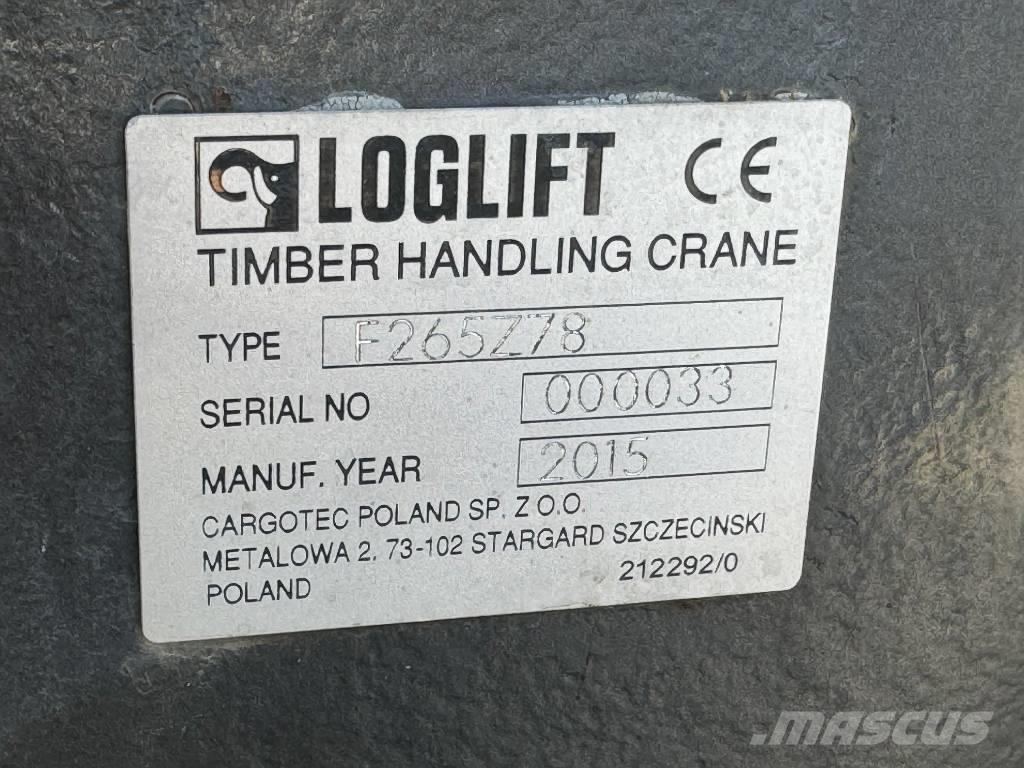 LOGLIFT CE
TIMBER HANDLING CRANE
TYPE F265Z78
SERIAL NO 000033
MANUF. YEAR 2015
CARGOTEC POLAND SP. Z O.O.
METALOWA 2, 73-102 STARGARD SZCZECINSKI
POLAND 212292/0
MASCUS